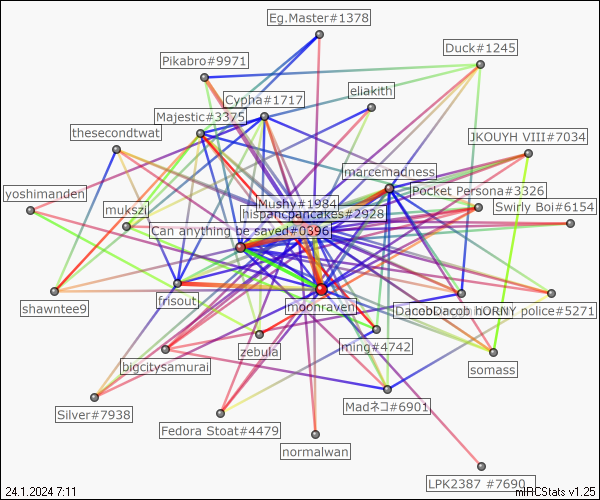 Eg.Master#1378
Duck#1245
Pikabro#9971
eliakith
Cypha#1717
Majestic#3375
thesecondtwat
JKOUYH VIII#7034
marcemadness
Pocket Persona#3326
yoshimanden
Mushy#1984
mukszi
hispancpancakes#2928
Swirly Boi#6154
Can anything be saved#0396
frisout
moonraven
shawntee9
HORNY police#5271
zebula
ming#4742
bigcitysamurai
somass
Silver#7938
Madネコ#6901
Fedora Stoat#4479
normalwan
LPK2387 #7690
24.1.2024 7:11
mIRCStats v1.25